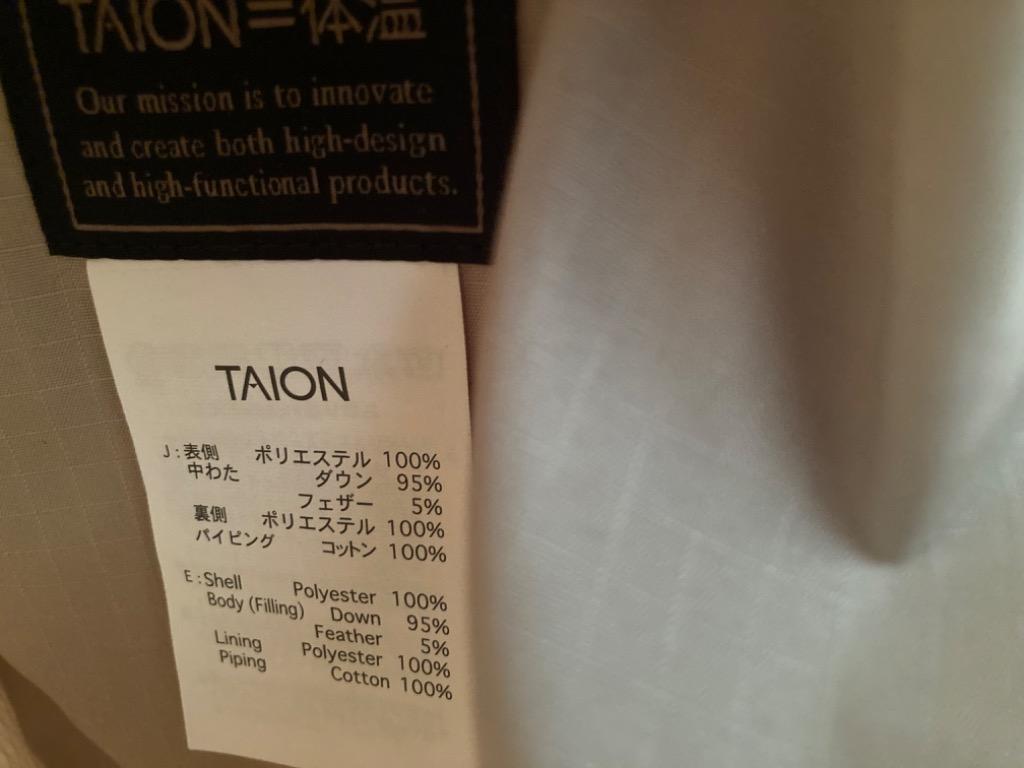 TAION=体温
Our mission is to innovate
and create both high-design
and high-functional products.
TAION
J:表側 ポリエステル 100%
中わた ダウン 95%
フェザー 5%
裏側 ポリエステル 100%
パイピング コットン 100%
E:Shell Polyester 100%
Body (Filling) Down 95%
Feather 5%
Lining Polyester 100%
Piping Cotton 100%